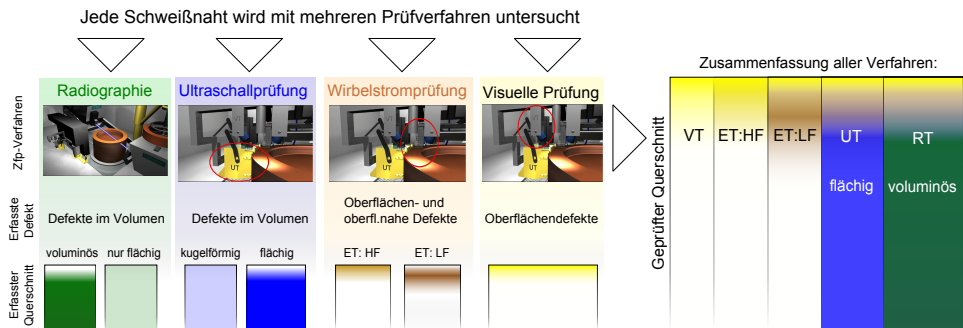 Jede Schweißnaht wird mit mehreren Prüfverfahren untersucht
Zusammenfassung aller Verfahren:
Zfp-Verfahren
Radiographie
Ultraschallprüfung
Wirbelstromprüfung
Visuelle Prüfung
UT
UT
UT
Erfasste
Defekt
Defekte im Volumen
Defekte im Volumen
Oberflächen- und
oberfl.nahe Defekte
Oberflächendefekte
Erfasster
Querschnitt
voluminös
nur flächig
kugelförmig
flächig
ET: HF
ET: LF
Geprüfter Querschnitt
VT
ET:HF
ET:LF
UT
flächig
RT
voluminös